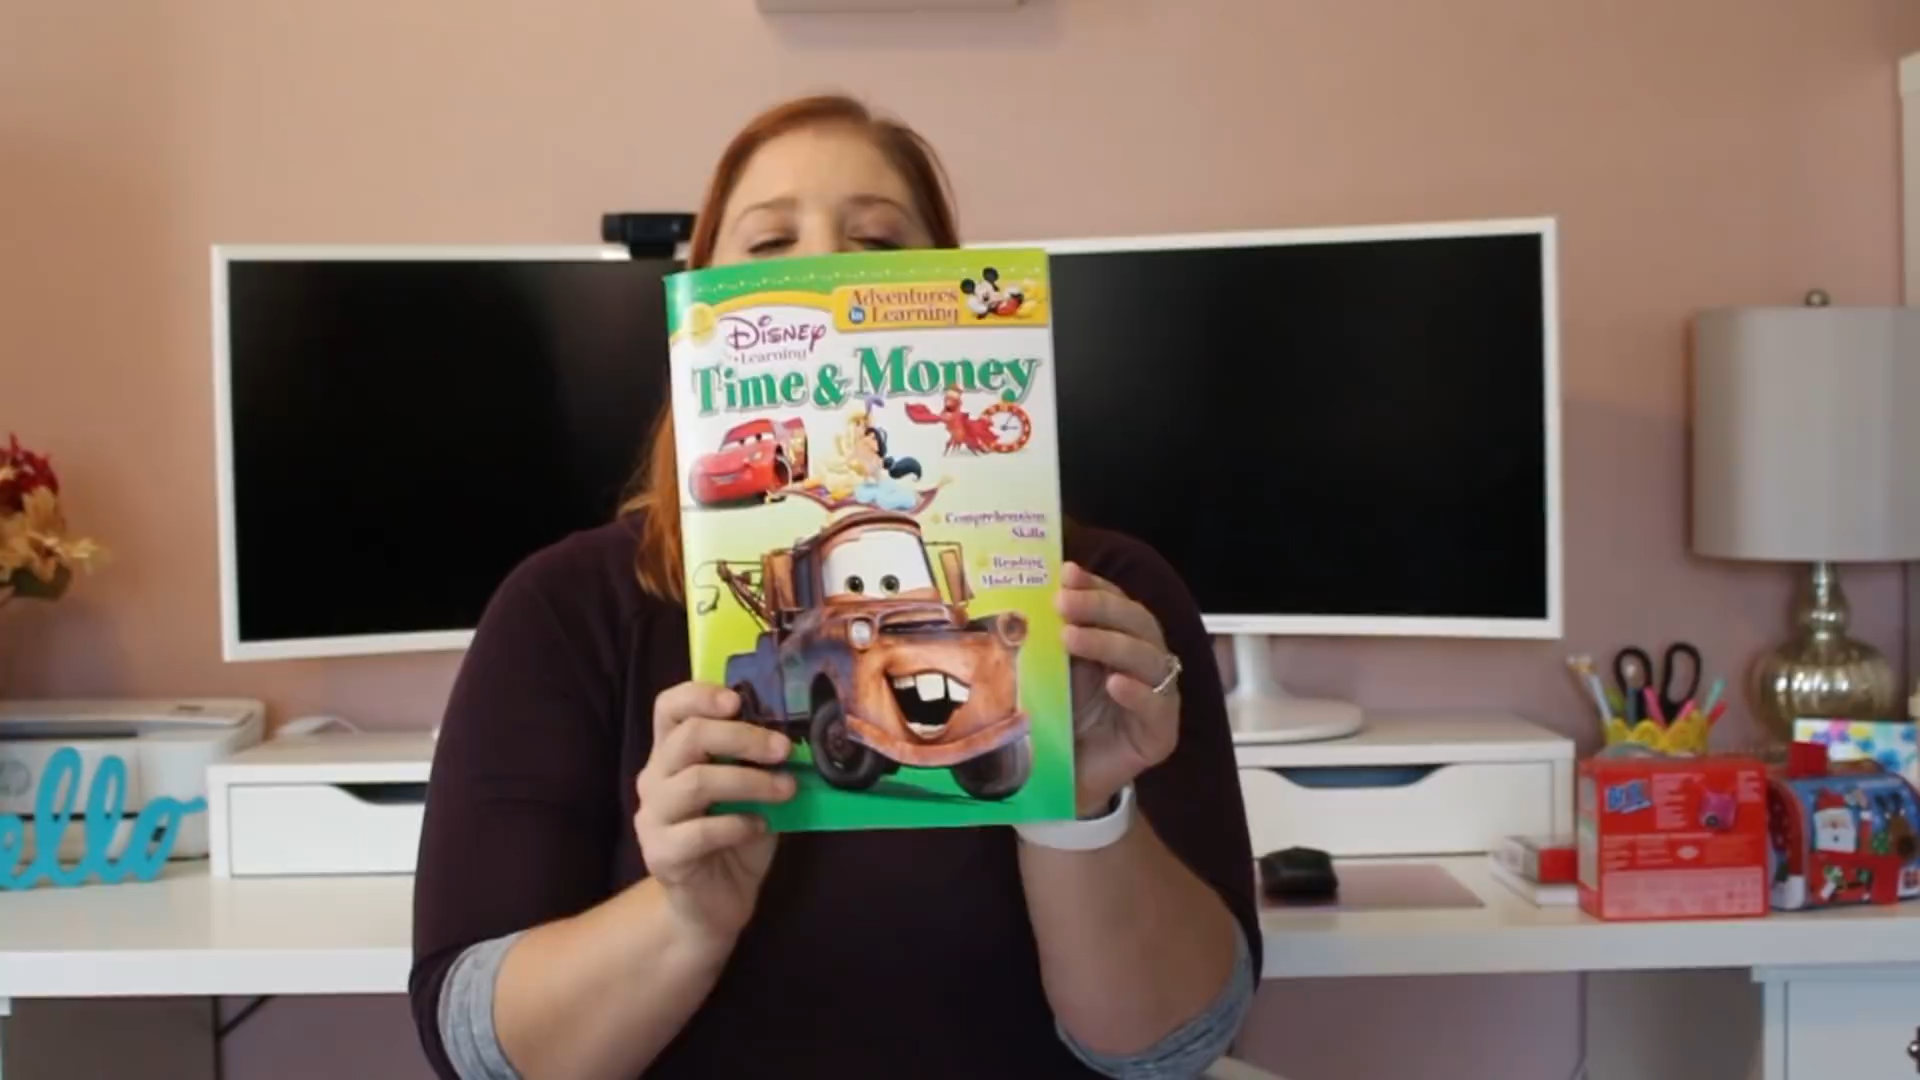 Adventures
in Learning
Disney
Learning
Time & Money
Comprehension
Skills
Reading
Made Fun!
ello